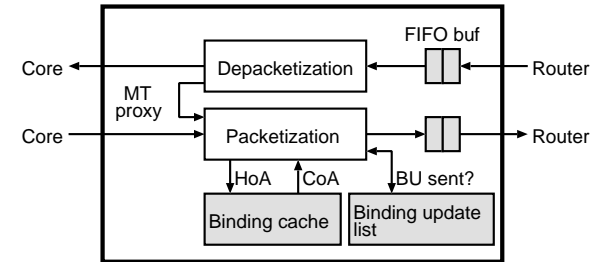 FIFO buf
Core
Depacketization
Router
MT
proxy
Core
Packetization
Router
HoA
CoA
BU sent?
Binding cache
Binding update
list